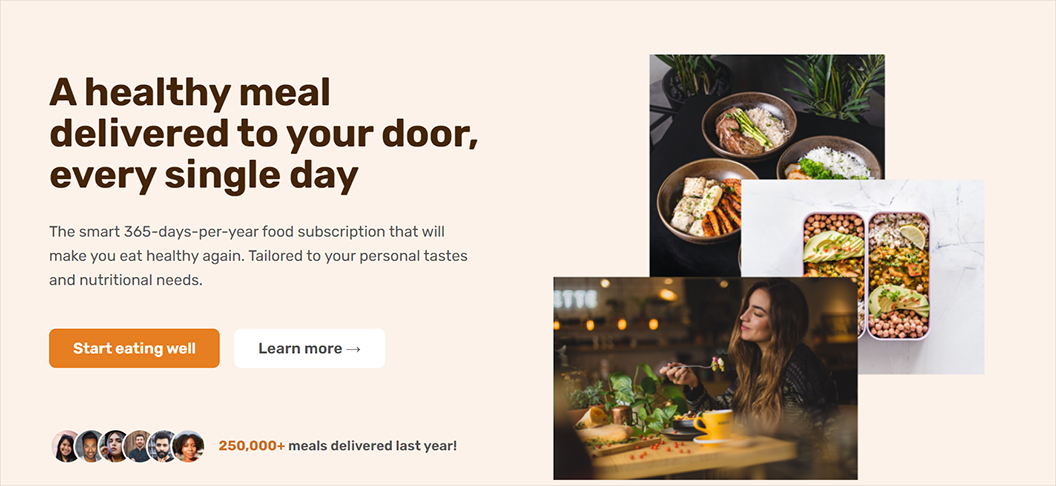 A healthy meal
delivered to your door,
every single day
The smart 365-days-per-year food subscription that will
make you eat healthy again. Tailored to your personal tastes
and nutritional needs.
Start eating well
Learn more →
250,000+ meals delivered last year!